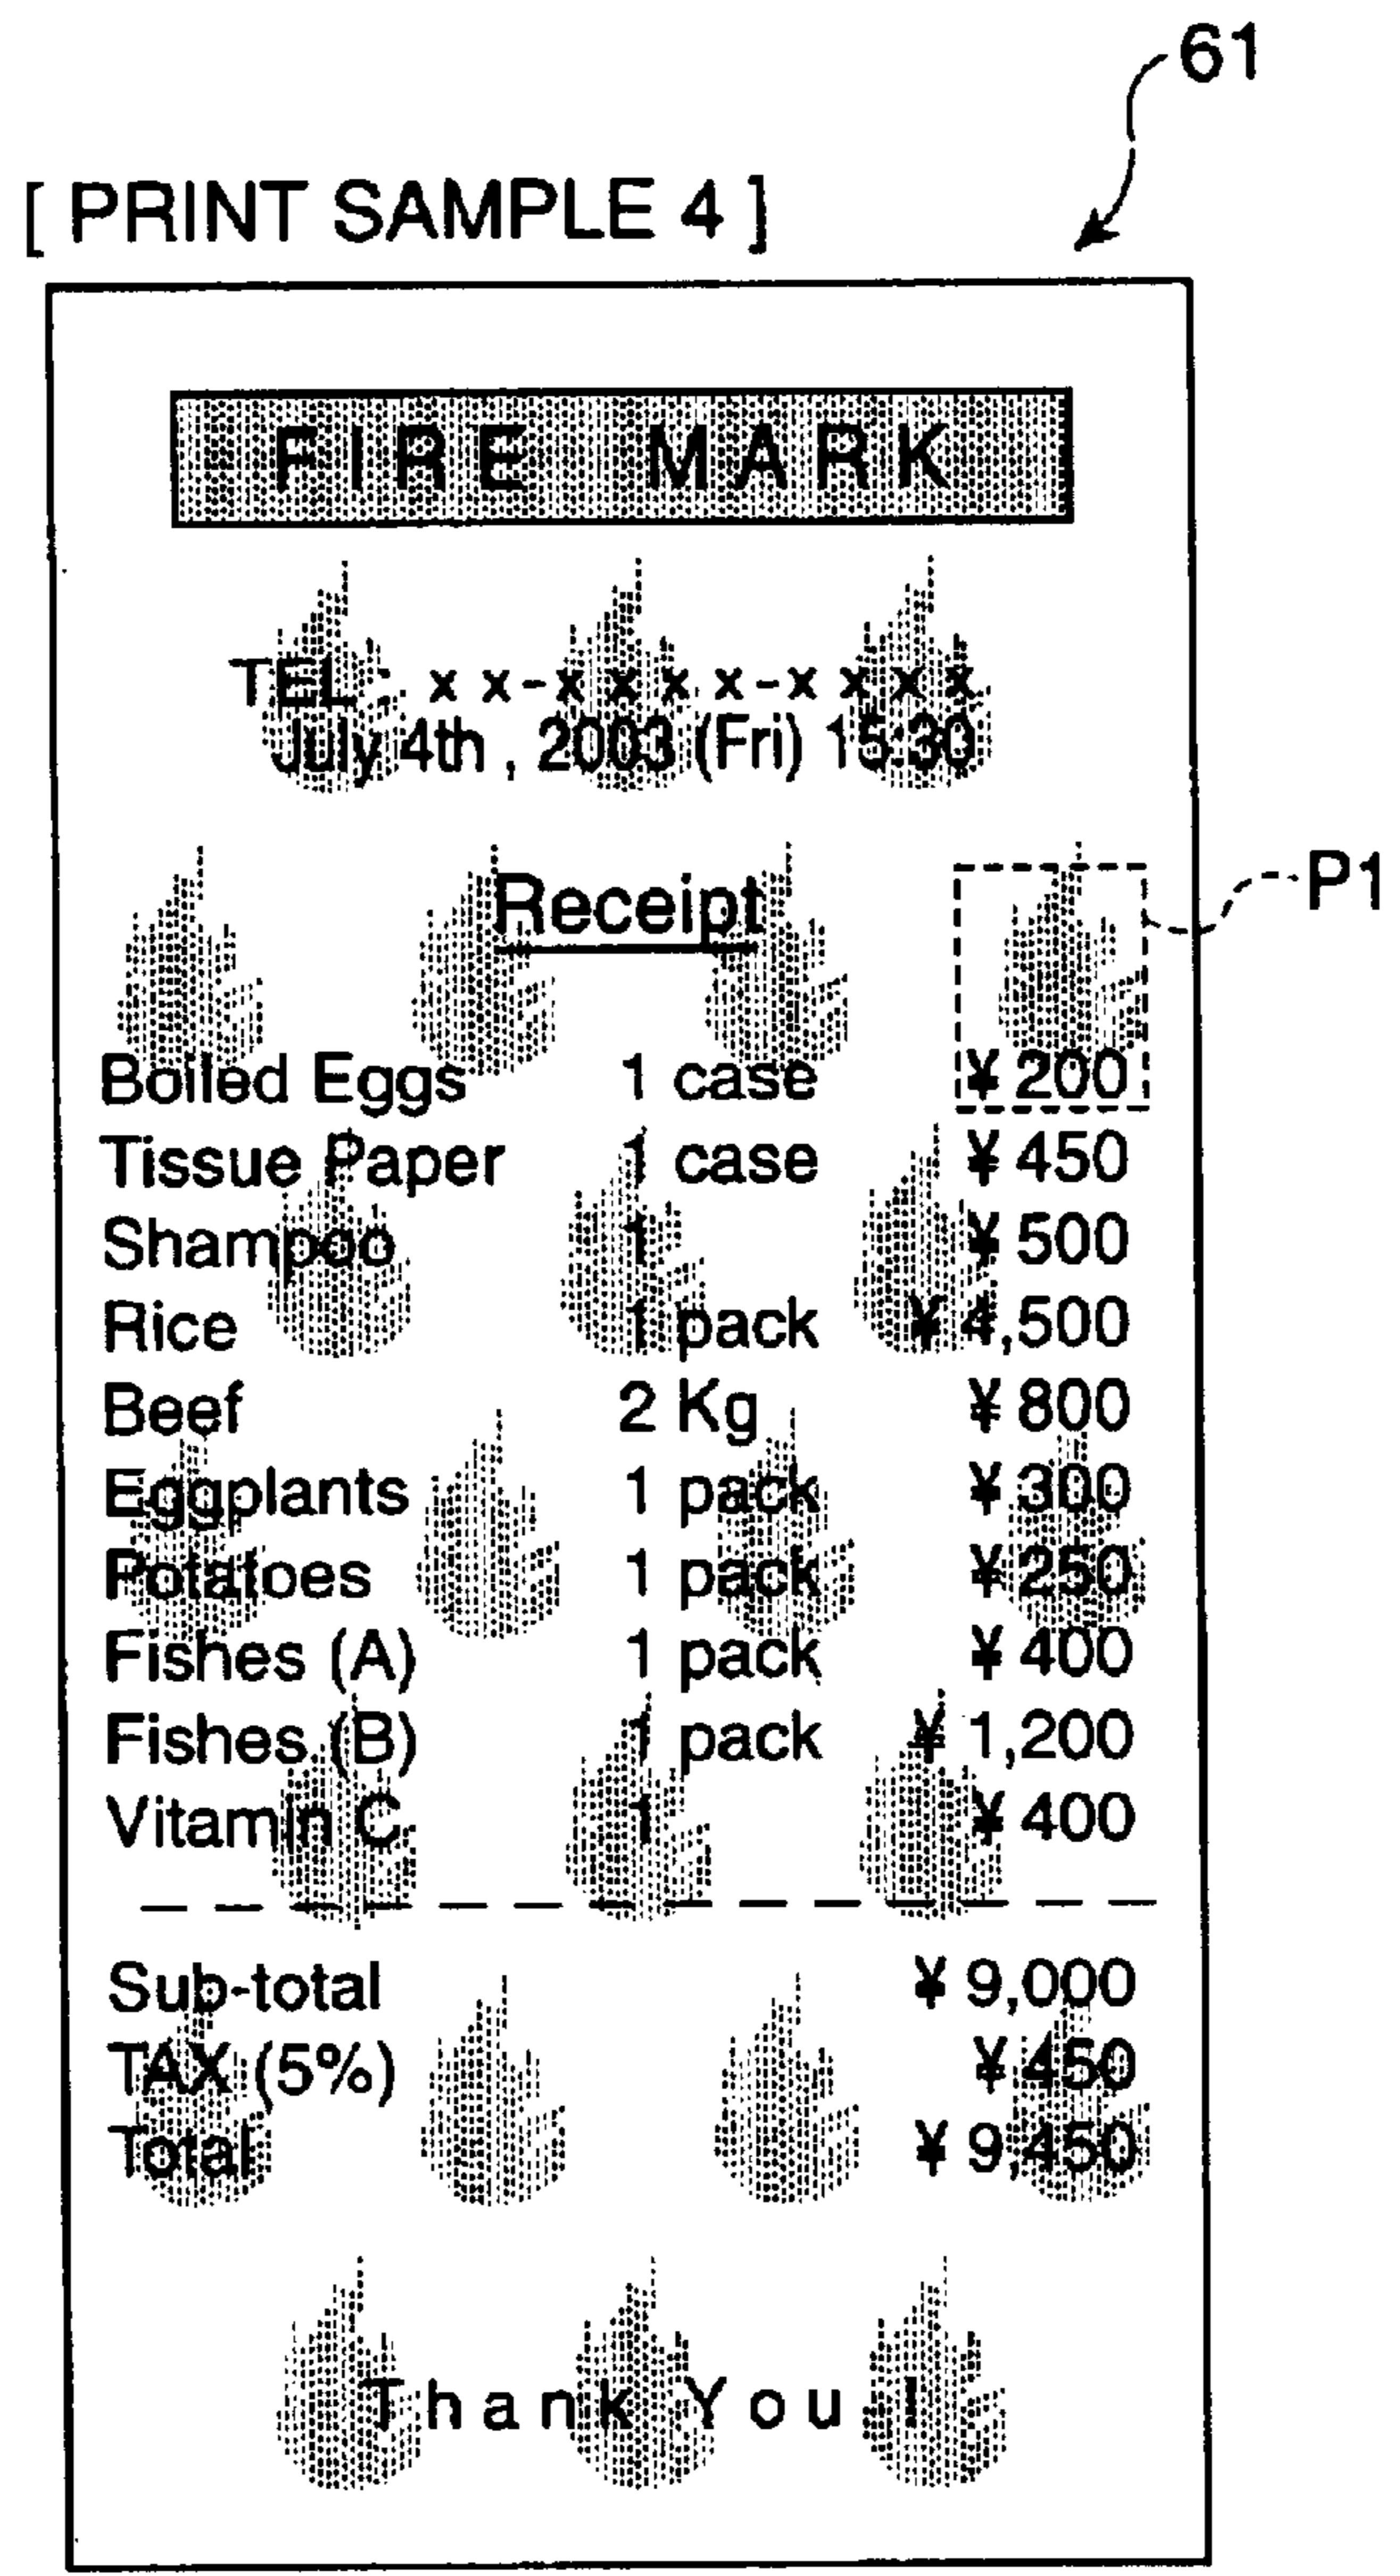 61
[ PRINT SAMPLE 4 ]
FIRE MARK
TEL : x x - x x x x - x x x x
July 4th , 2003 (Fri) 15:30
P1
Receipt
Boiled Eggs 1 case ¥ 200
Tissue Paper 1 case ¥ 450
Shampoo 1 ¥ 500
Rice 1 pack ¥ 4,500
Beef 2 Kg ¥ 800
Eggplants 1 pack ¥ 300
Potatoes 1 pack ¥ 250
Fishes (A) 1 pack ¥ 400
Fishes (B) 1 pack ¥ 1,200
Vitamin C 1 ¥ 400
Sub-total ¥ 9,000
TAX (5%) ¥ 450
Total ¥ 9,450
Thank You !